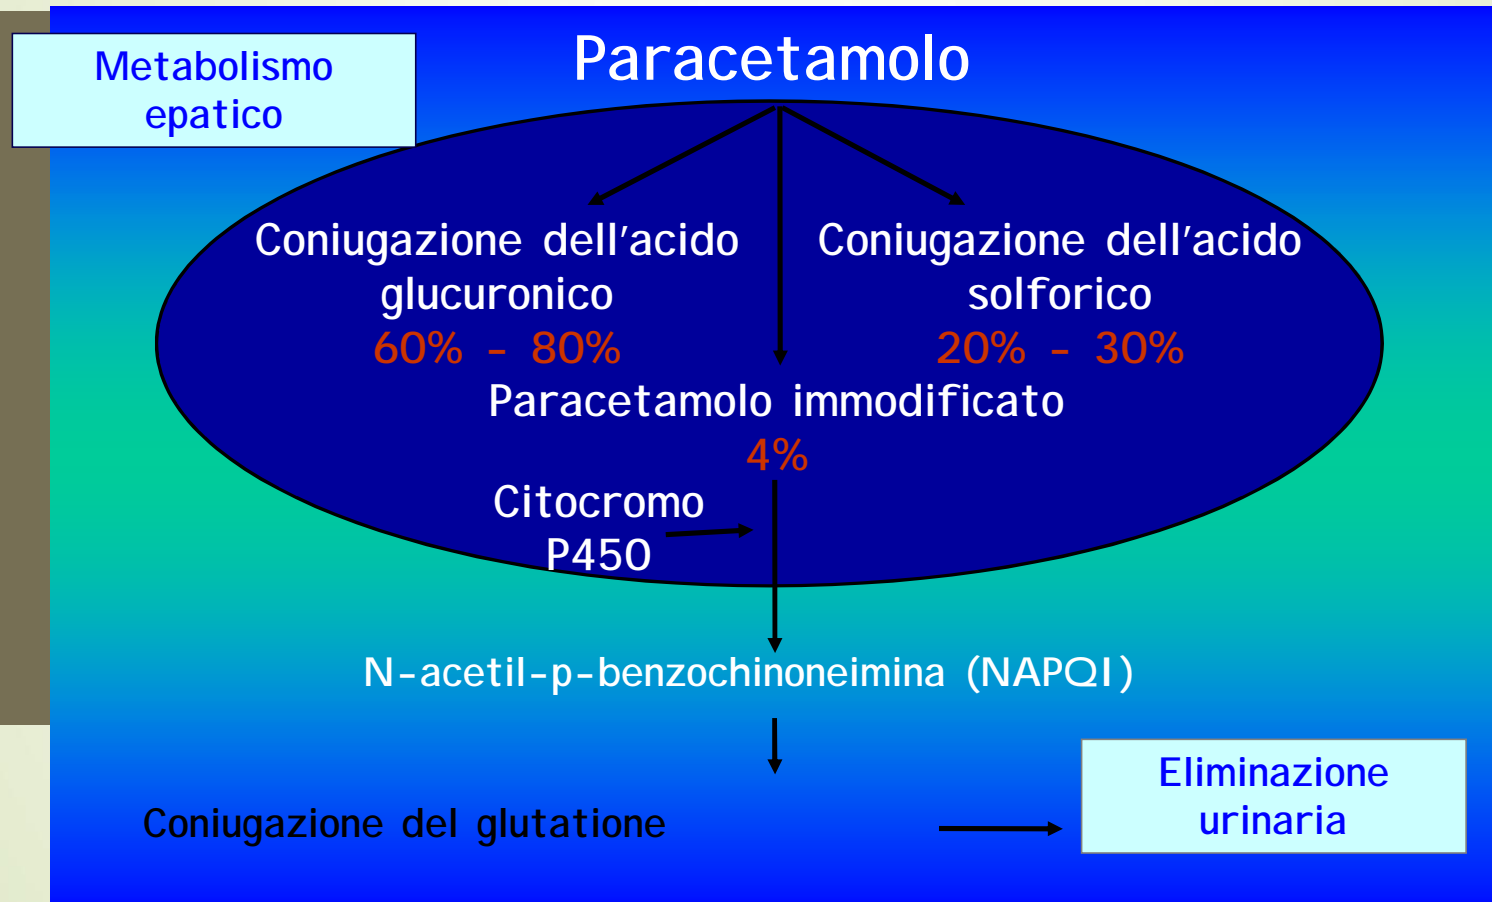 Metabolismo
epatico
Paracetamolo
Coniugazione dell'acido
glucuronico
60% - 80%
Coniugazione dell'acido
solforico
20% - 30%
Paracetamolo immodificato
4%
Citocromo
P450
N-acetil-p-benzochinoneimina (NAPQI)
Coniugazione del glutatione
Eliminazione
urinaria